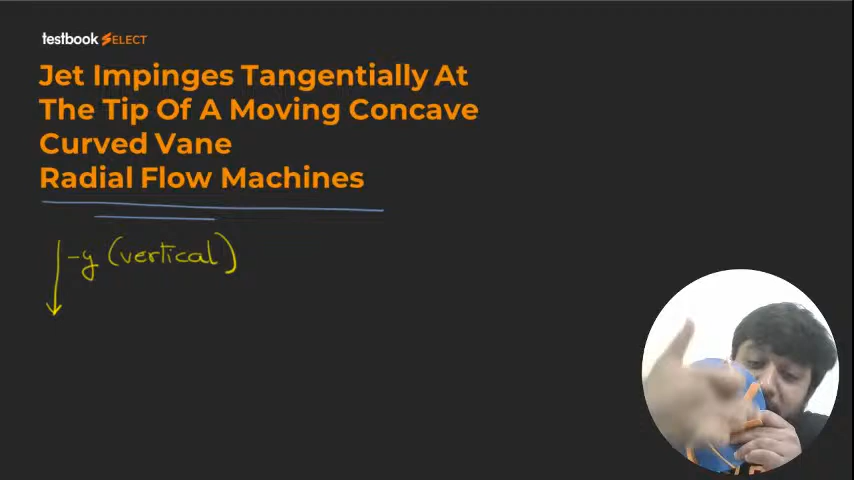 testbook SELECT
Jet Impinges Tangentially At
The Tip Of A Moving Concave
Curved Vane
Radial Flow Machines
-y (vertical)